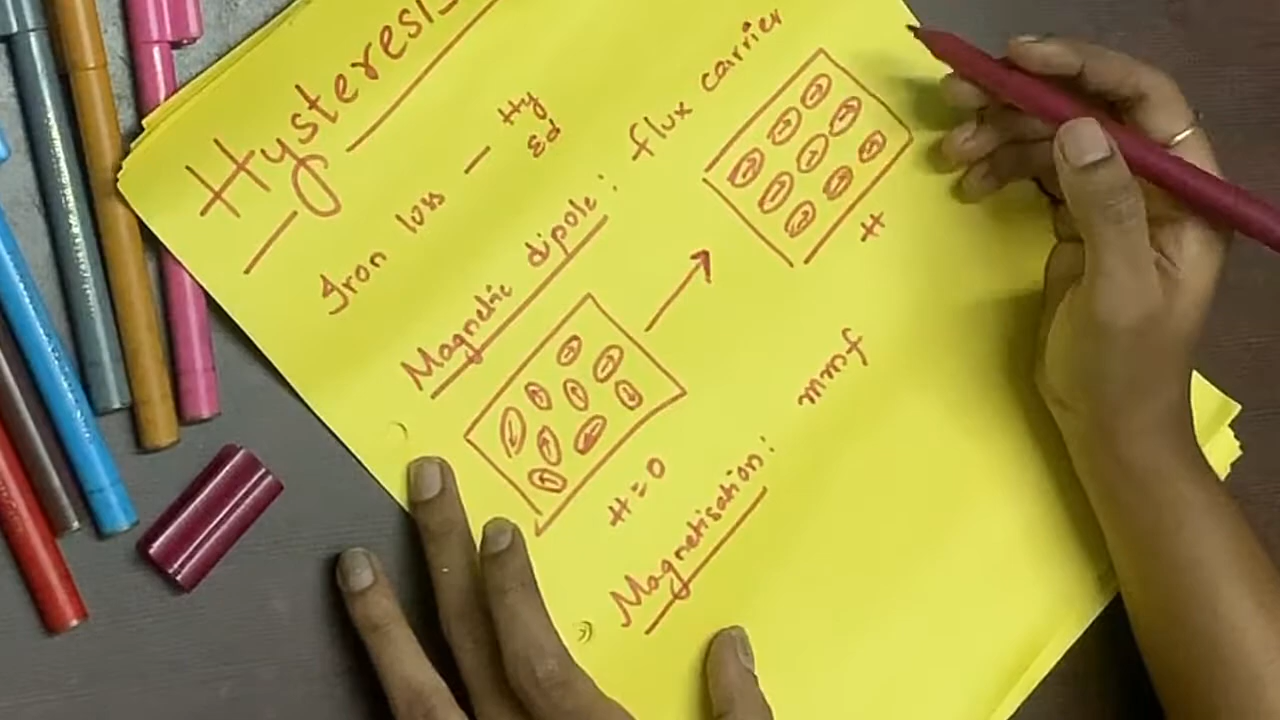 Hysteresis
Iron loss — Hy
Ed
Magnetic dipole: flux carrier
H = 0
H
Magnetisation:
mmf